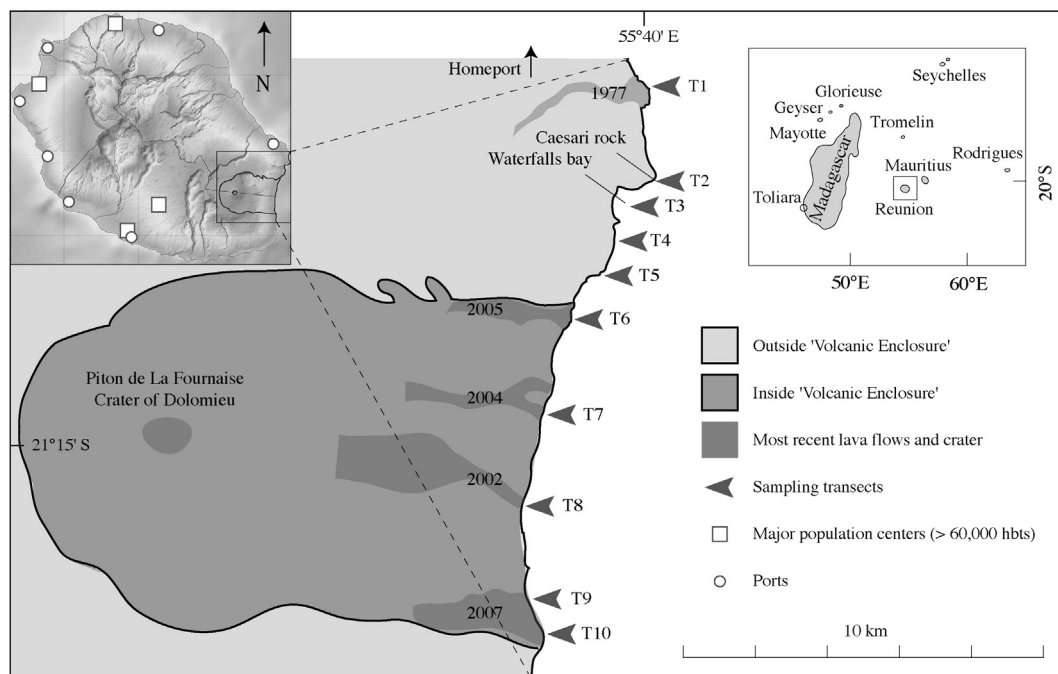 N
Homeport
55°40' E
1977
T1
Caesari rock
Waterfalls bay
T2
T3
T4
T5
2005
T6
Piton de La Fournaise
Crater of Dolomieu
2004
T7
21°15' S
2002
T8
T9
2007
T10
Seychelles
Glorieuse
Geyser
Mayotte
Tromelin
Mauritius
Rodrigues
Toliara
Madagascar
Reunion
20°S
50°E
60°E
Outside 'Volcanic Enclosure'
Inside 'Volcanic Enclosure'
Most recent lava flows and crater
Sampling transects
Major population centers (> 60,000 hbts)
Ports
10 km